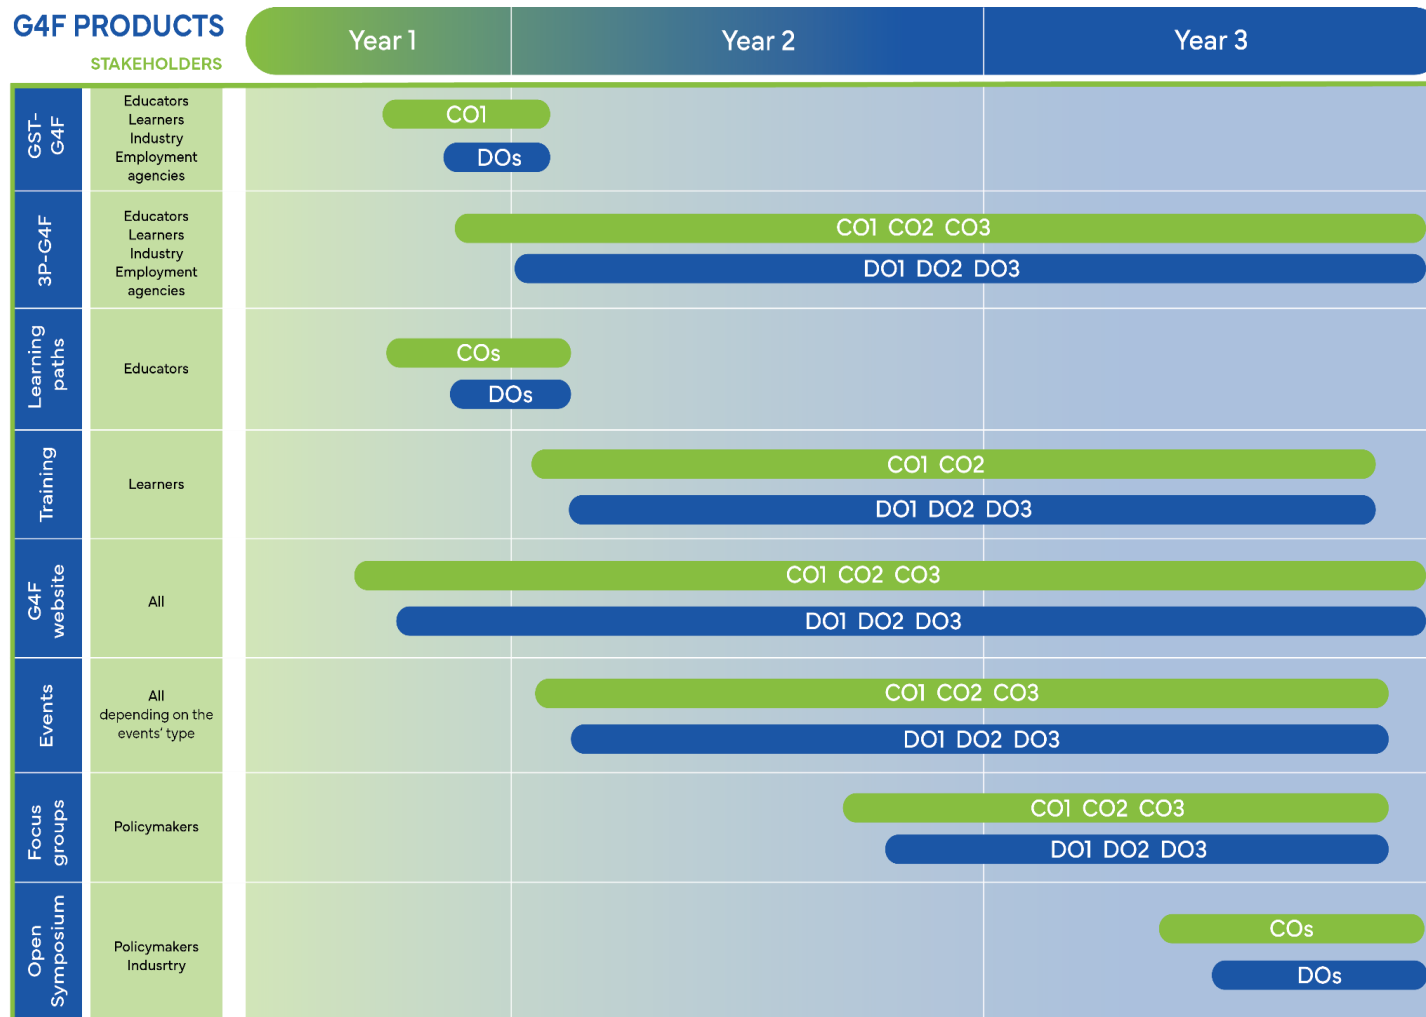 G4F PRODUCTS
STAKEHOLDERS
Year 1
Year 2
Year 3
GST-
G4F
Educators
Learners
Industry
Employment
agencies
CO1
DOs
3P-G4F
Educators
Learners
Industry
Employment
agencies
CO1 CO2 CO3
DO1 DO2 DO3
Learning
paths
Educators
COs
DOs
Training
Learners
CO1 CO2
DO1 DO2 DO3
G4F
website
All
CO1 CO2 CO3
DO1 DO2 DO3
Events
All
depending on the
events' type
CO1 CO2 CO3
DO1 DO2 DO3
Focus
groups
Policymakers
CO1 CO2 CO3
DO1 DO2 DO3
Open
Symposium
Policymakers
Indusrtry
COs
DOs